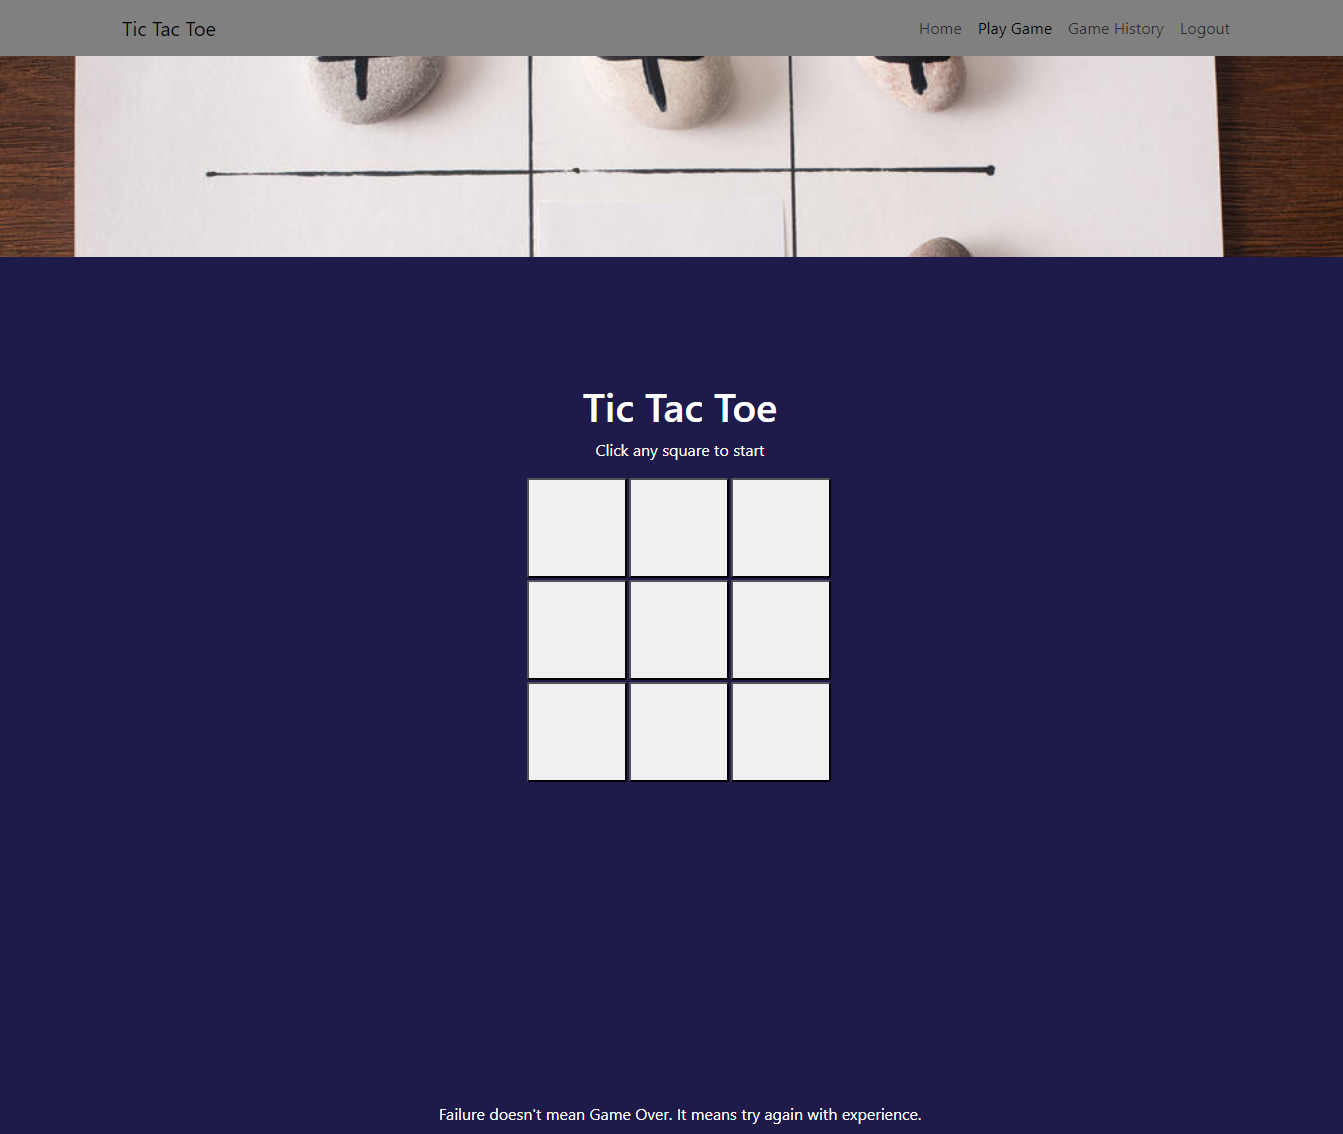 Tic Tac Toe
Home Play Game Game History Logout
Tic Tac Toe
Click any square to start
Failure doesn't mean Game Over. It means try again with experience.